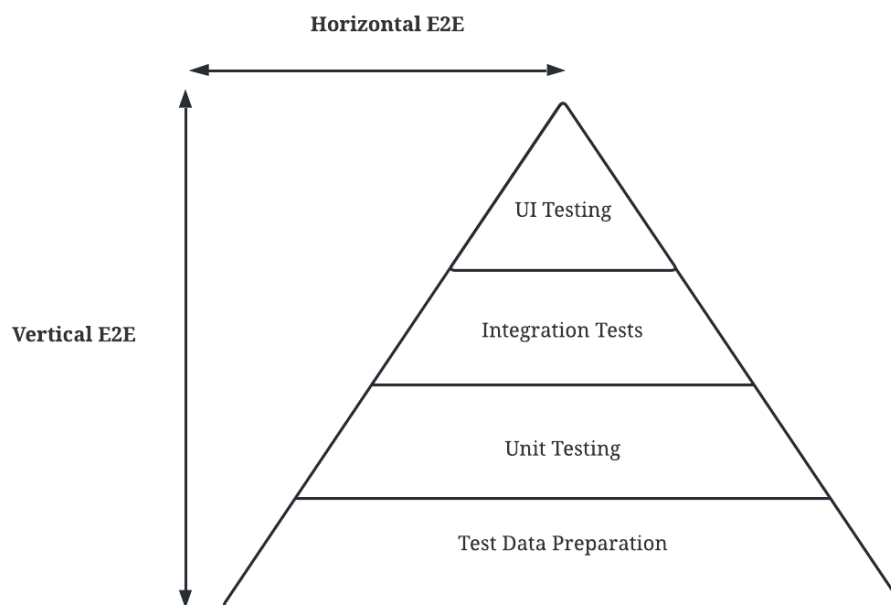 Horizontal E2E
UI Testing
Integration Tests
Vertical E2E
Unit Testing
Test Data Preparation